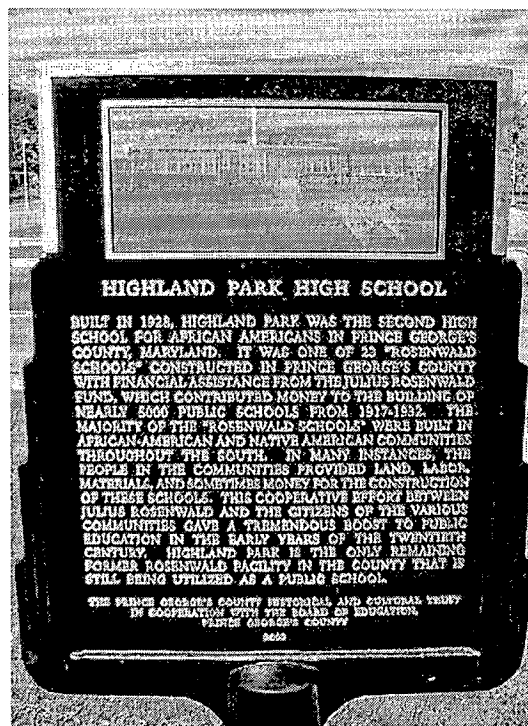 HIGHLAND PARK HIGH SCHOOL
BUILT IN 1928, HIGHLAND PARK WAS THE SECOND HIGH
SCHOOL FOR AFRICAN AMERICANS IN PRINCE GEORGE'S
COUNTY, MARYLAND. IT WAS ONE OF 23 "ROSENWALD
SCHOOLS" CONSTRUCTED IN PRINCE GEORGE'S COUNTY
WITH FINANCIAL ASSISTANCE FROM THE JULIUS ROSENWALD
FUND, WHICH CONTRIBUTED MONEY TO THE BUILDING OF
NEARLY 5000 PUBLIC SCHOOLS FROM 1917-1932. THE
MAJORITY OF THE "ROSENWALD SCHOOLS" WERE BUILT IN
AFRICAN-AMERICAN AND NATIVE AMERICAN COMMUNITIES
THROUGHOUT THE SOUTH. IN MANY INSTANCES, THE
PEOPLE IN THE COMMUNITIES PROVIDED LAND, LABOR,
MATERIALS, AND SOMETIMES MONEY FOR THE CONSTRUCTION
OF THESE SCHOOLS. THIS COOPERATIVE EFFORT BETWEEN
JULIUS ROSENWALD AND THE CITIZENS OF THE VARIOUS
COMMUNITIES GAVE A TREMENDOUS BOOST TO PUBLIC
EDUCATION IN THE EARLY YEARS OF THE TWENTIETH
CENTURY. HIGHLAND PARK IS THE ONLY REMAINING
FORMER ROSENWALD FACILITY IN THE COUNTY THAT IS
STILL BEING UTILIZED AS A PUBLIC SCHOOL.
THE PRINCE GEORGE'S COUNTY HISTORICAL AND CULTURAL TRUST
IN COOPERATION WITH THE BOARD OF EDUCATION,
PRINCE GEORGE'S COUNTY